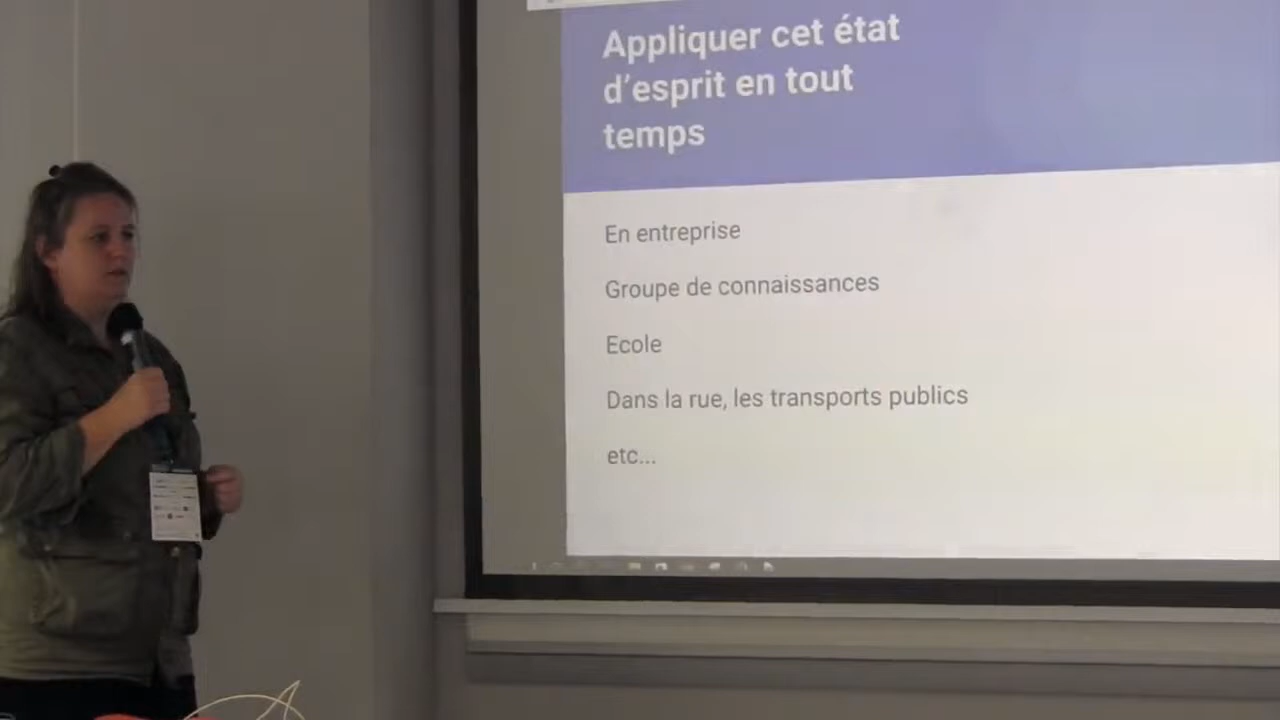 Appliquer cet état
d’esprit en tout
temps
En entreprise
Groupe de connaissances
Ecole
Dans la rue, les transports publics
etc...